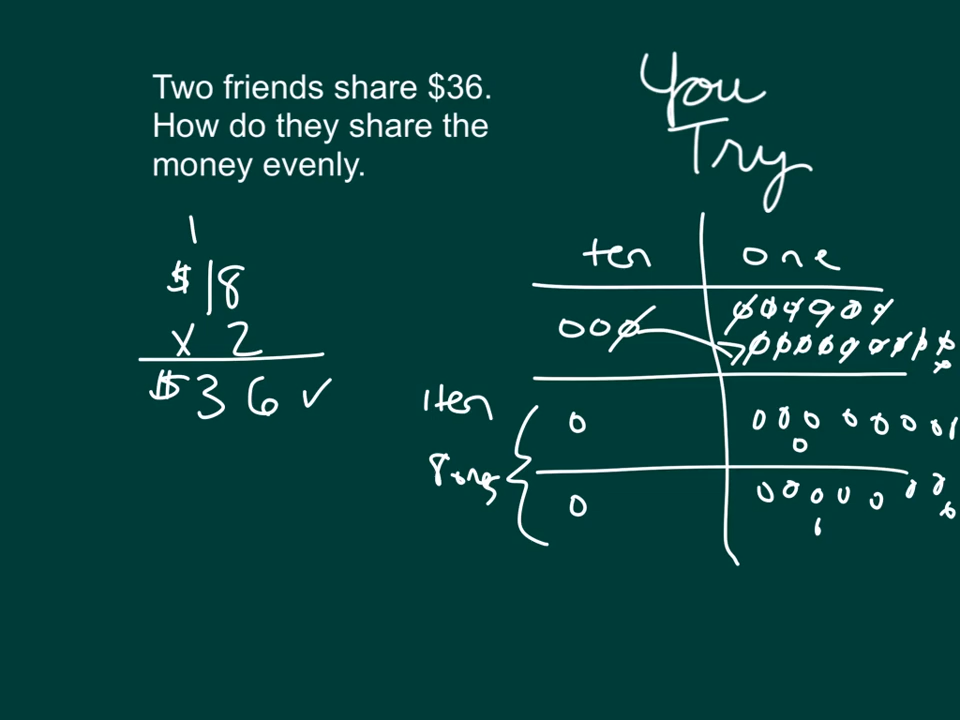 Two friends share $36.
How do they share the
money evenly.
You
Try
1
$18
x 2
$36 ✓
ten one
1 ten
8 ones